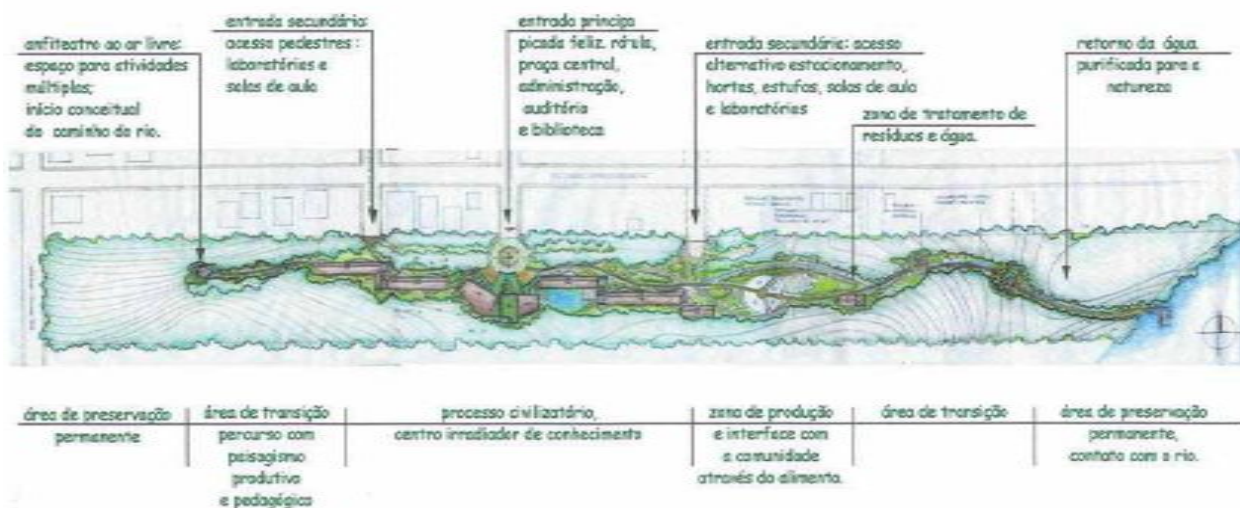 anfiteatro ao ar livre:
espaço para atividades
múltiplas;
início conceitual
do caminho do rio.
entrada secundária:
acesso pedestres:
laboratórios e
salas de aula
entrada principa
picada feliz, rótula,
praça central,
administração,
auditório
e biblioteca
entrada secundária: acesso
alternativo estacionamento,
hortas, estufas, salas de aula
e laboratórios
zona de tratamento de
resíduos e água.
retorno da água
purificada para a
natureza
área de preservação
permanente
área de transição
percurso com
paisagismo
produtivo
e pedagógico
processo civilizatório,
centro irradiador de conhecimento
zona de produção
e interface com
a comunidade
através do alimento.
área de transição
área de preservação
permanente,
contato com o rio.